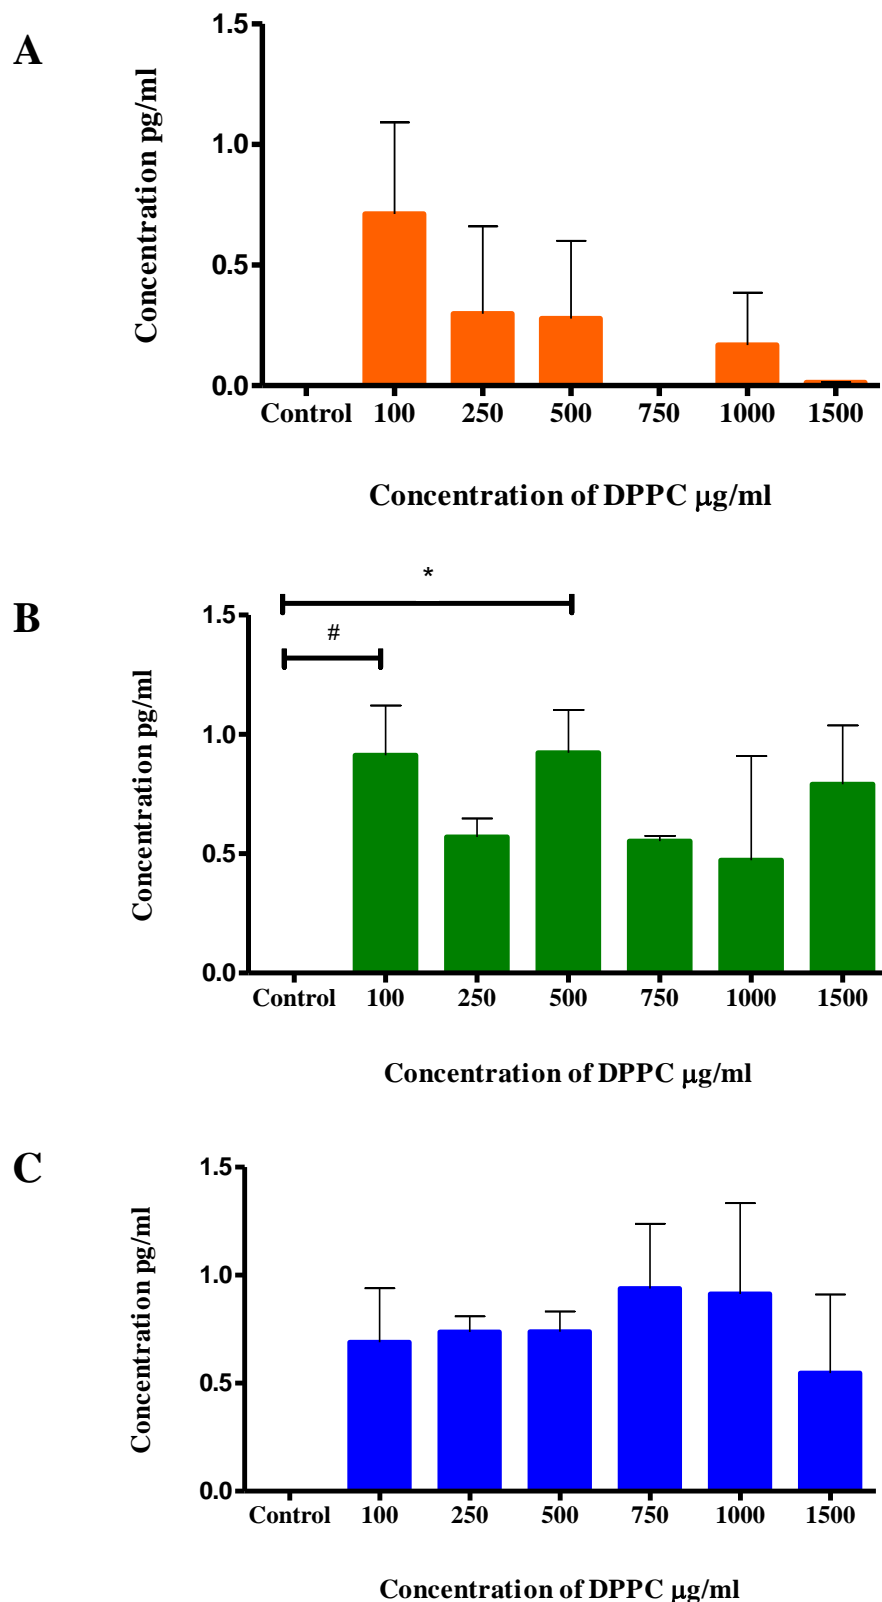 A
Concentration pg/ml
1.5
1.0
0.5
0.0
Control 100 250 500 750 1000 1500
Concentration of DPPC μg/ml
B
*
#
Concentration pg/ml
1.5
1.0
0.5
0.0
Control 100 250 500 750 1000 1500
Concentration of DPPC μg/ml
C
Concentration pg/ml
1.5
1.0
0.5
0.0
Control 100 250 500 750 1000 1500
Concentration of DPPC μg/ml